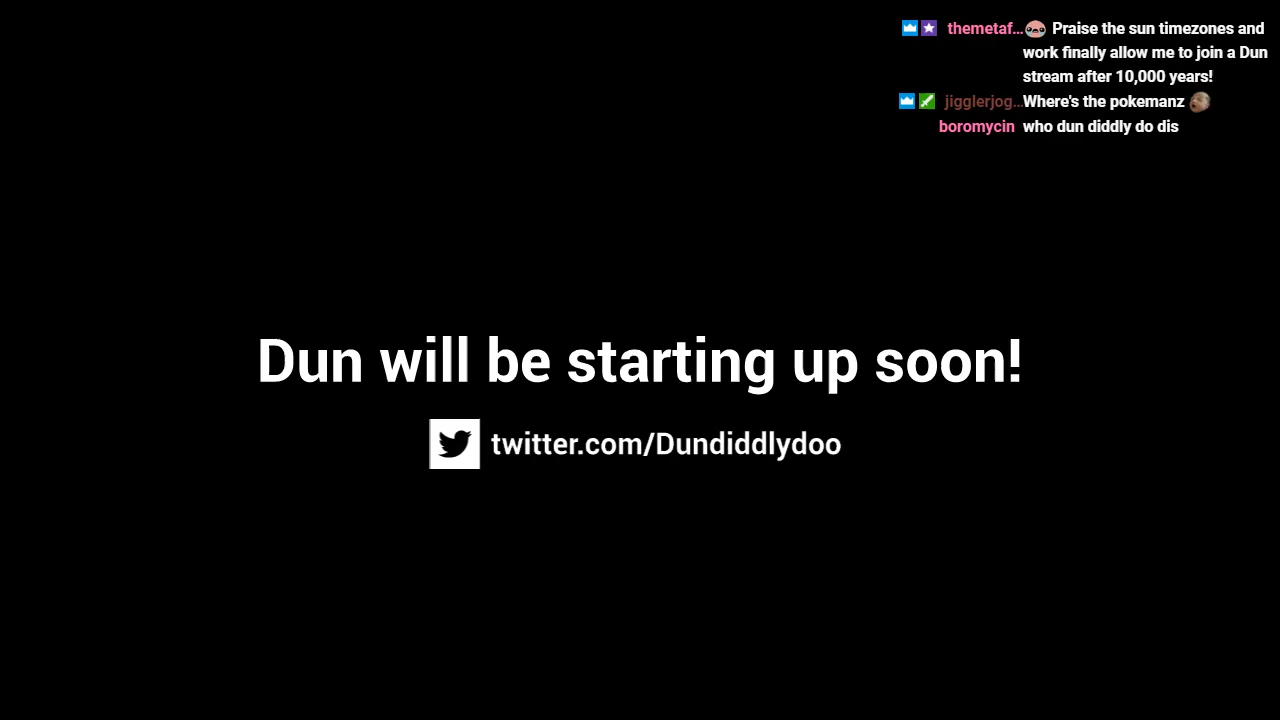 themetaf... Praise the sun timezones and
work finally allow me to join a Dun
stream after 10,000 years!
jigglerjog... Where's the pokemanz
boromycin who dun diddly do dis
Dun will be starting up soon!
twitter.com/Dundiddlydoo